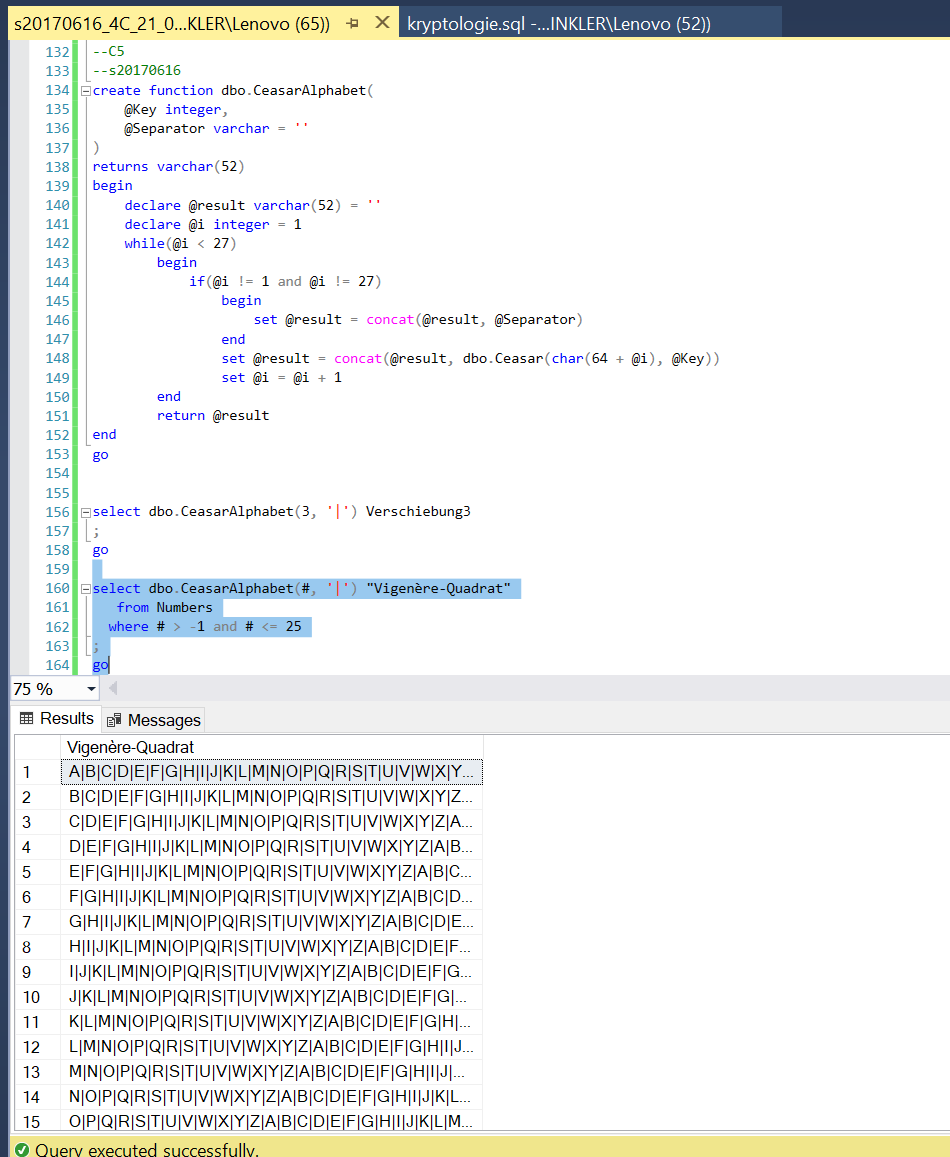 s20170616_4C_21_0...KLER\Lenovo (65))
kryptologie.sql -...INKLER\Lenovo (52))
132 --C5
133 --s20170616
134 create function dbo.CeasarAlphabet(
135 @Key integer,
136 @Separator varchar = ''
137 )
138 returns varchar(52)
139 begin
140 declare @result varchar(52) = ''
141 declare @i integer = 1
142 while(@i < 27)
143 begin
144 if(@i != 1 and @i != 27)
145 begin
146 set @result = concat(@result, @Separator)
147 end
148 set @result = concat(@result, dbo.Ceasar(char(64 + @i), @Key))
149 set @i = @i + 1
150 end
151 return @result
152 end
153 go
154
155
156 select dbo.CeasarAlphabet(3, '|') Verschiebung3
157 ;
158 go
159
160 select dbo.CeasarAlphabet(#, '|') "Vigenère-Quadrat"
161 from Numbers
162 where # > -1 and # <= 25
163 ;
164 go
75 %
Results Messages
Vigenère-Quadrat
1 A|B|C|D|E|F|G|H|I|J|K|L|M|N|O|P|Q|R|S|T|U|V|W|X|Y...
2 B|C|D|E|F|G|H|I|J|K|L|M|N|O|P|Q|R|S|T|U|V|W|X|Y|Z...
3 C|D|E|F|G|H|I|J|K|L|M|N|O|P|Q|R|S|T|U|V|W|X|Y|Z|A...
4 D|E|F|G|H|I|J|K|L|M|N|O|P|Q|R|S|T|U|V|W|X|Y|Z|A|B...
5 E|F|G|H|I|J|K|L|M|N|O|P|Q|R|S|T|U|V|W|X|Y|Z|A|B|C...
6 F|G|H|I|J|K|L|M|N|O|P|Q|R|S|T|U|V|W|X|Y|Z|A|B|C|D...
7 G|H|I|J|K|L|M|N|O|P|Q|R|S|T|U|V|W|X|Y|Z|A|B|C|D|E...
8 H|I|J|K|L|M|N|O|P|Q|R|S|T|U|V|W|X|Y|Z|A|B|C|D|E|F...
9 I|J|K|L|M|N|O|P|Q|R|S|T|U|V|W|X|Y|Z|A|B|C|D|E|F|G...
10 J|K|L|M|N|O|P|Q|R|S|T|U|V|W|X|Y|Z|A|B|C|D|E|F|G|...
11 K|L|M|N|O|P|Q|R|S|T|U|V|W|X|Y|Z|A|B|C|D|E|F|G|H|...
12 L|M|N|O|P|Q|R|S|T|U|V|W|X|Y|Z|A|B|C|D|E|F|G|H|I|J...
13 M|N|O|P|Q|R|S|T|U|V|W|X|Y|Z|A|B|C|D|E|F|G|H|I|J|...
14 N|O|P|Q|R|S|T|U|V|W|X|Y|Z|A|B|C|D|E|F|G|H|I|J|K|L...
15 O|P|Q|R|S|T|U|V|W|X|Y|Z|A|B|C|D|E|F|G|H|I|J|K|L|M...
Query executed successfully.